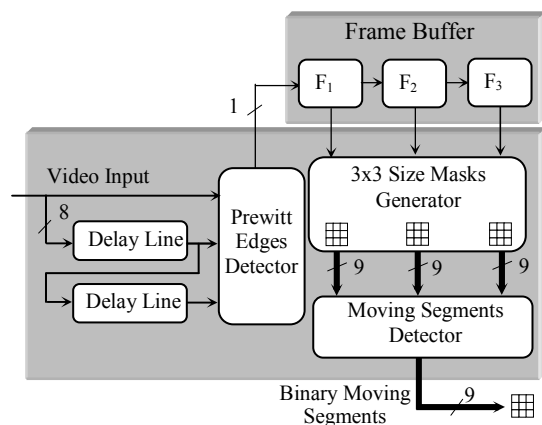 Frame Buffer
F₁
F₂
F₃
1
Video Input
8
Delay Line
Delay Line
Prewitt
Edges
Detector
3x3 Size Masks
Generator
9
9
9
Moving Segments
Detector
Binary Moving
Segments
9